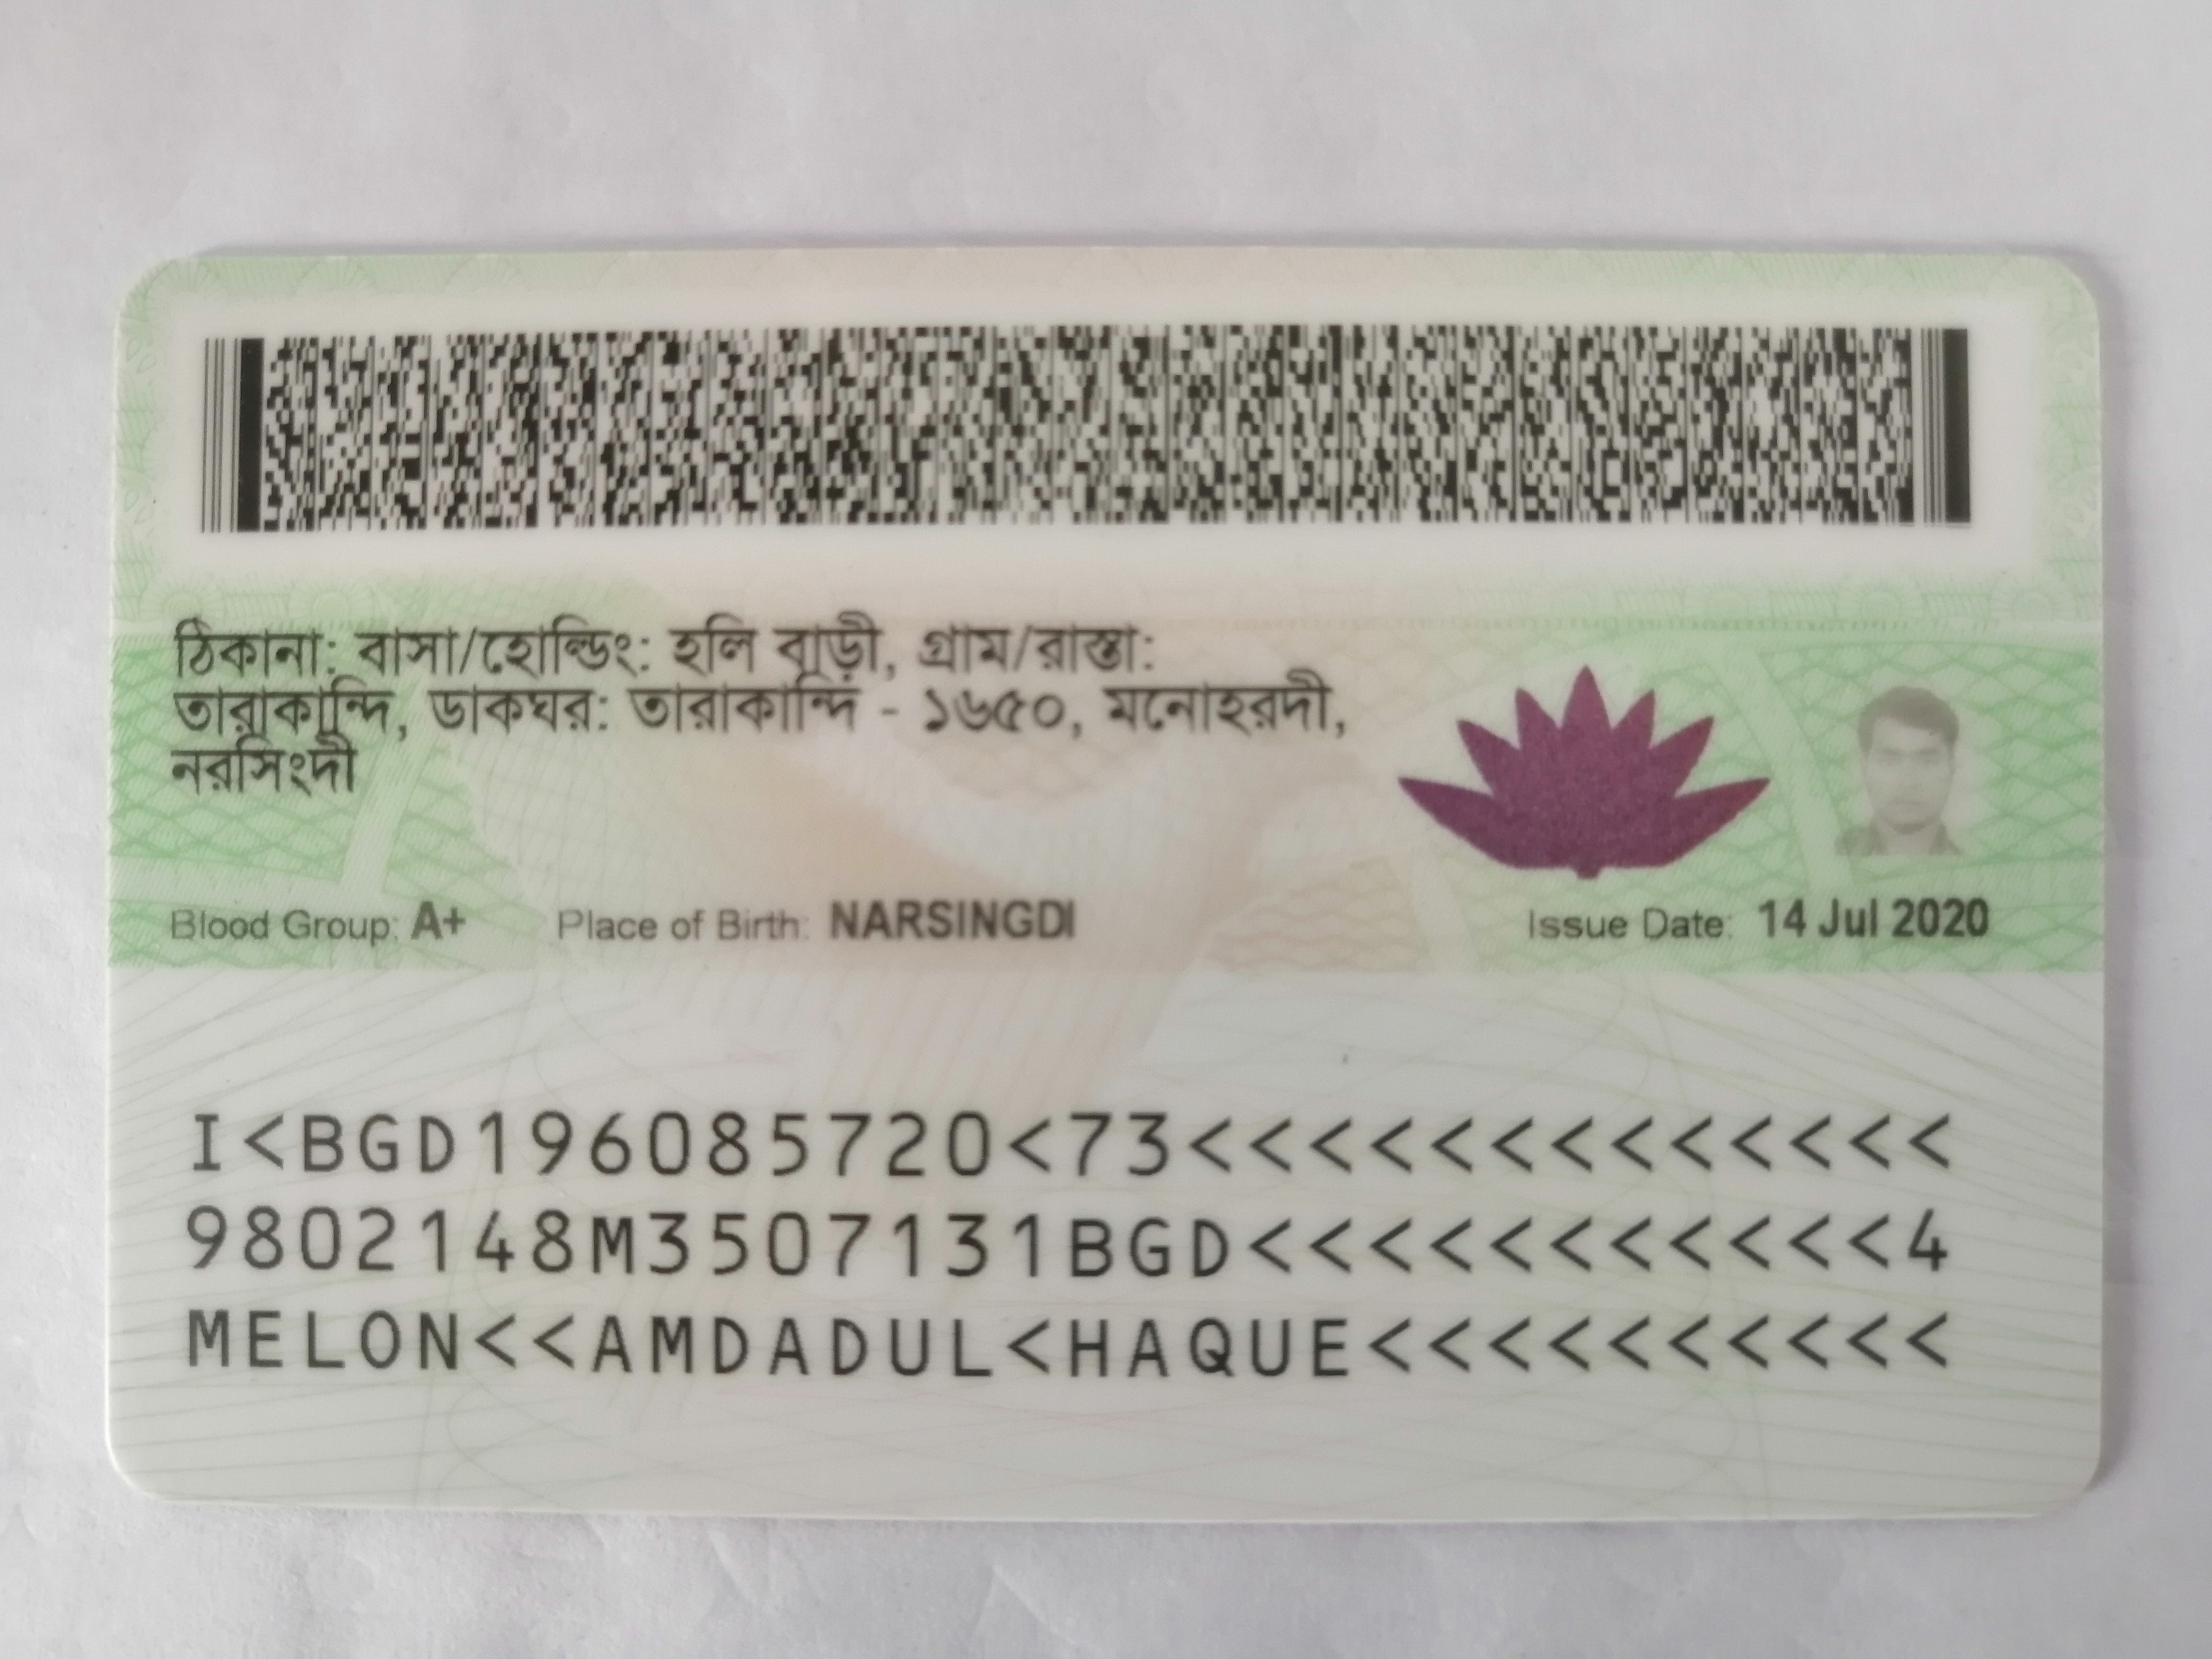 ঠিকানা: বাসা/হোল্ডিং: হলি বাড়ী, গ্রাম/রাস্তা:
তারাকান্দি, ডাকঘর: তারাকান্দি - ১৬৫০, মনোহরদী,
নরসিংদী
Blood Group: A+ Place of Birth: NARSINGDI Issue Date: 14 Jul 2020
I<BGD196085720<73<<<<<<<<<<<<<
9802148M3507131BGD<<<<<<<<<<<4
MELON<<AMDADUL<HAQUE<<<<<<<<<<